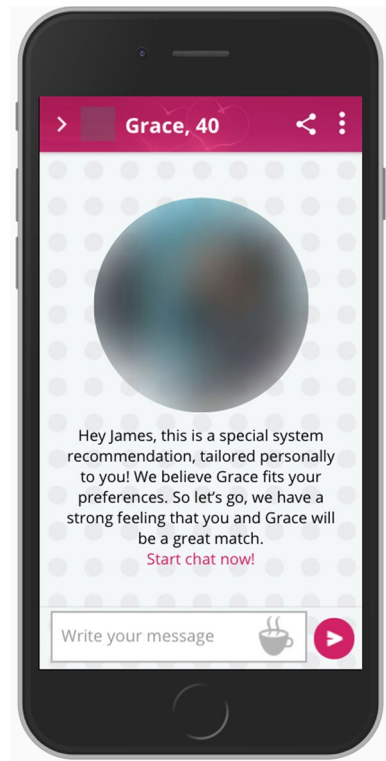 Grace, 40
Hey James, this is a special system
recommendation, tailored personally
to you! We believe Grace fits your
preferences. So let’s go, we have a
strong feeling that you and Grace will
be a great match.
Start chat now!
Write your message